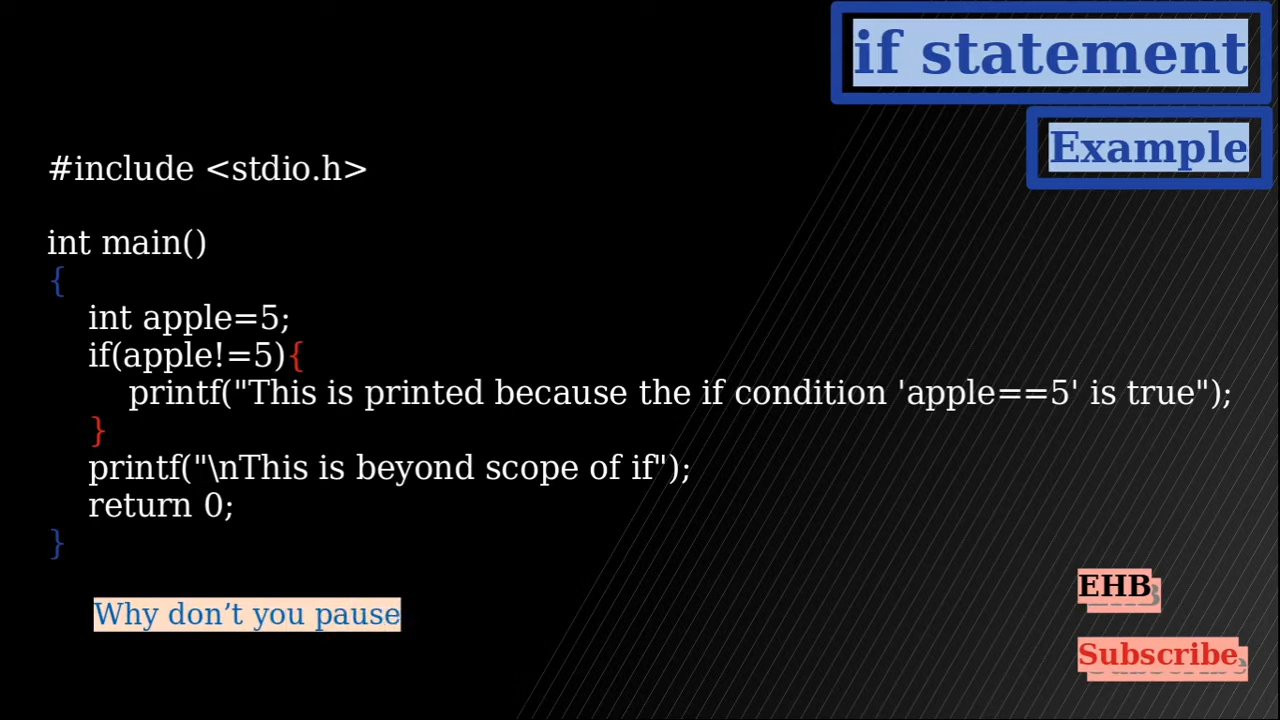 if statement
Example
#include <stdio.h>
int main()
{
int apple=5;
if(apple!=5){
printf("This is printed because the if condition 'apple==5' is true");
}
printf("\nThis is beyond scope of if");
return 0;
}
Why don’t you pause
EHB
Subscribe